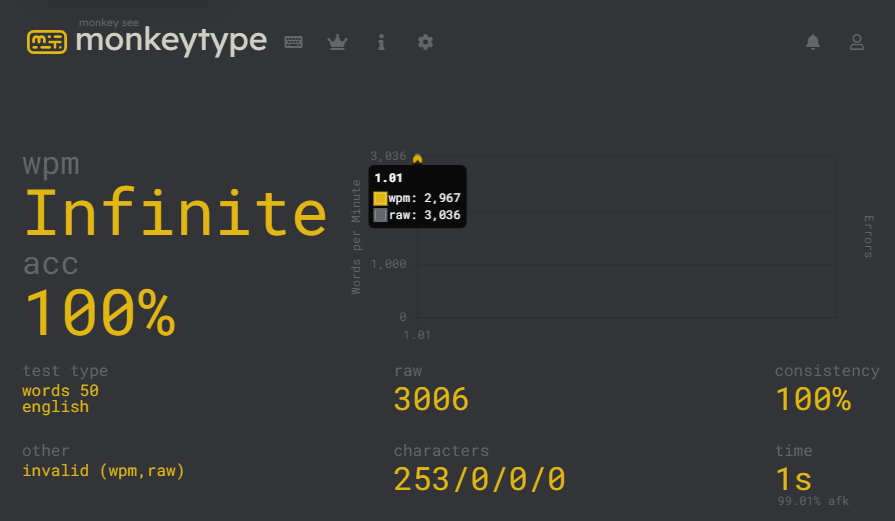 monkey see
monkeytype
wpm
Infinite
acc
100%
3,036
1.01
wpm: 2,967
raw: 3,036
1,000
0
1.01
Words per Minute
Errors
test type
words 50
english
raw
3006
consistency
100%
other
invalid (wpm,raw)
characters
253/0/0/0
time
1s
99.01% afk